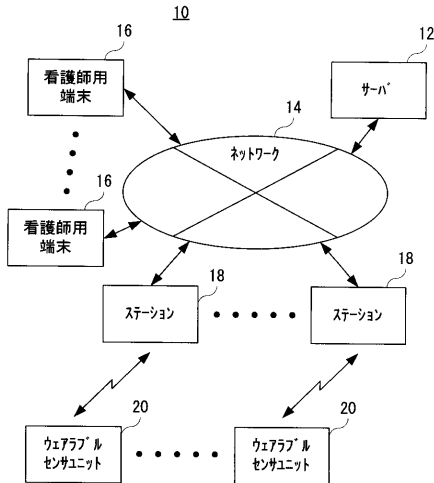 10
16
看護師用
端末
12
ｻｰﾊﾞ
14
ﾈｯﾄﾜｰｸ
16
看護師用
端末
18
ｽﾃｰｼｮﾝ
18
ｽﾃｰｼｮﾝ
20
ｳｪｱﾗﾌﾞﾙ
ｾﾝｻﾕﾆｯﾄ
20
ｳｪｱﾗﾌﾞﾙ
ｾﾝｻﾕﾆｯﾄ